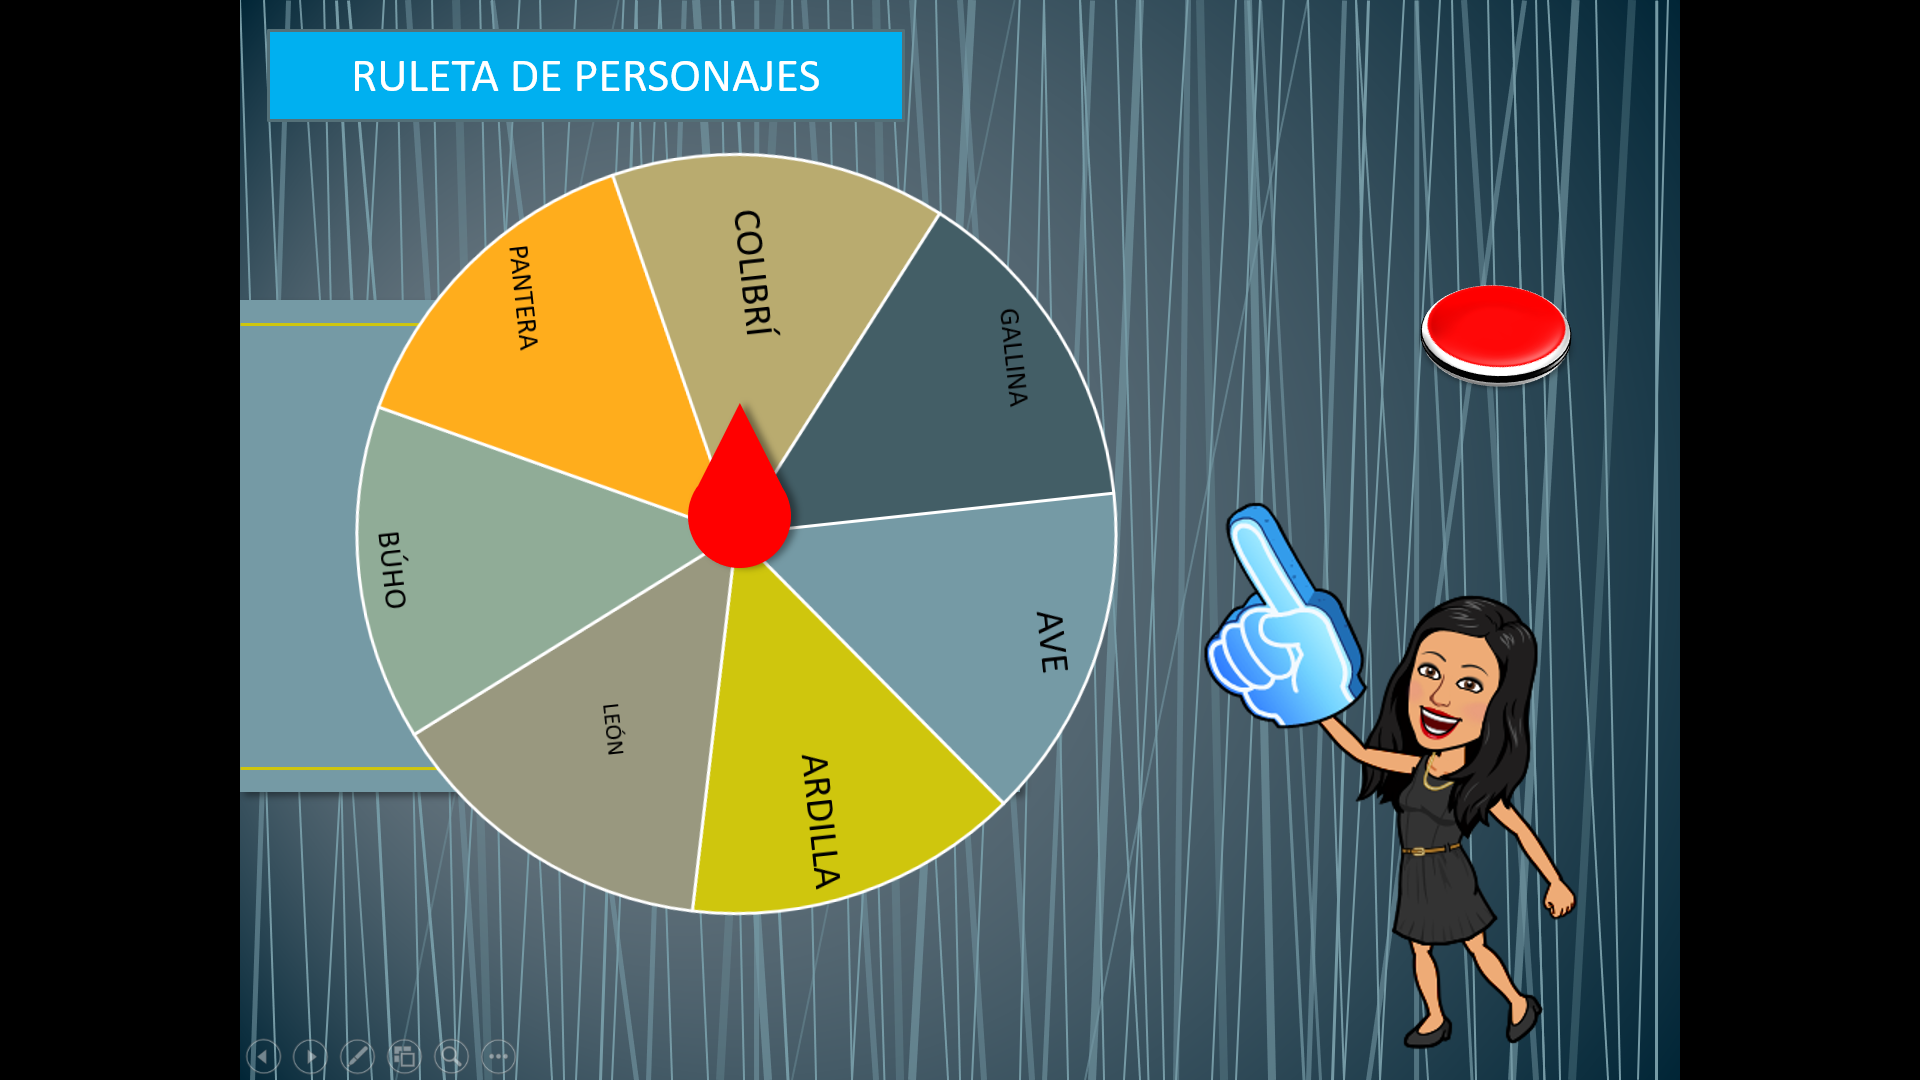 RULETA DE PERSONAJES
COLIBRÍ
GALLINA
AVE
ARDILLA
LEÓN
BÚHO
PANTERA